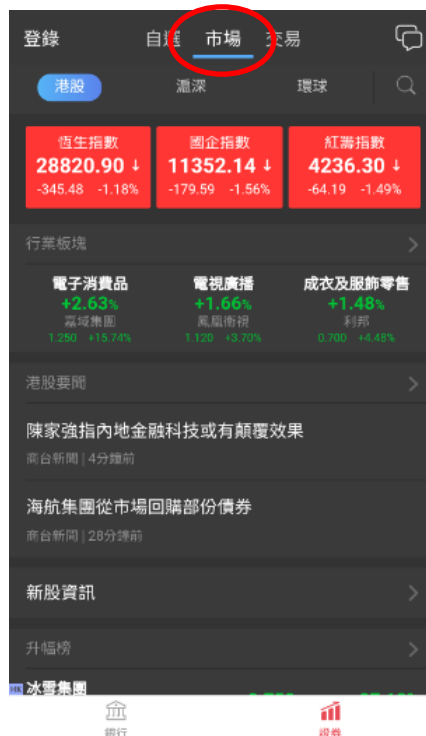 登錄 自選 市場 交易
港股 滬深 環球
恆生指數 國企指數 紅籌指數
28820.90 ↓ 11352.14 ↓ 4236.30 ↓
-345.48 -1.18% -179.59 -1.56% -64.19 -1.49%
行業板塊
電子消費品 電視廣播 成衣及服飾零售
+2.63% +1.66% +1.48%
嘉域集團 鳳凰衛視 利邦
1.250 +15.74% 1.120 +3.70% 0.700 +4.48%
港股要聞
陳家強指內地金融科技或有顛覆效果
商台新聞 | 4分鐘前
海航集團從市場回購部份債券
商台新聞 | 28分鐘前
新股資訊
升幅榜
HK 冰雪集團
銀行 證券